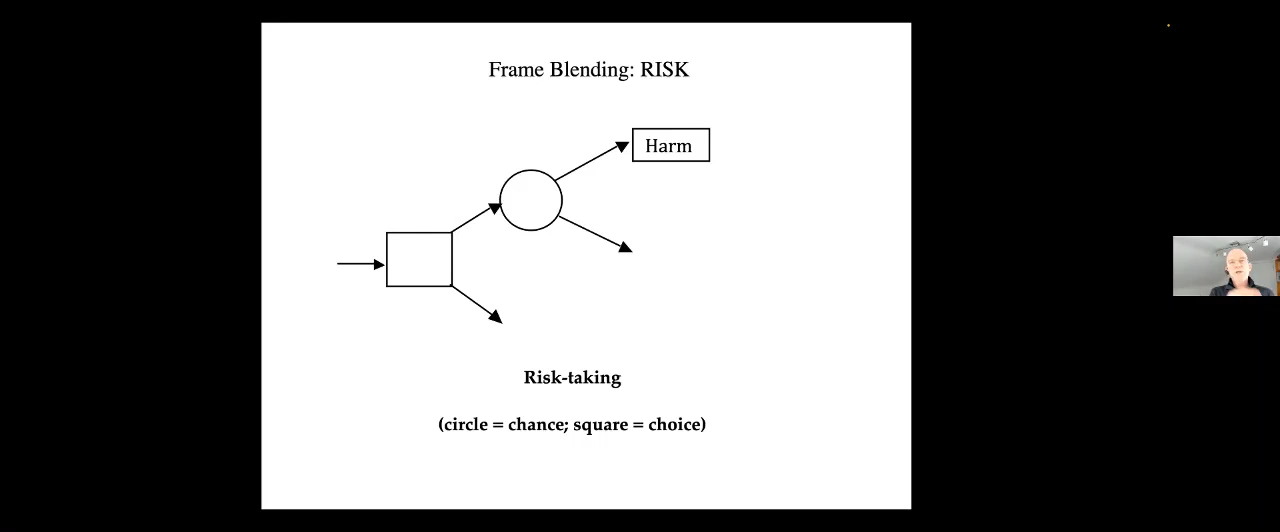 Frame Blending: RISK
Harm
Risk-taking
(circle = chance; square = choice)